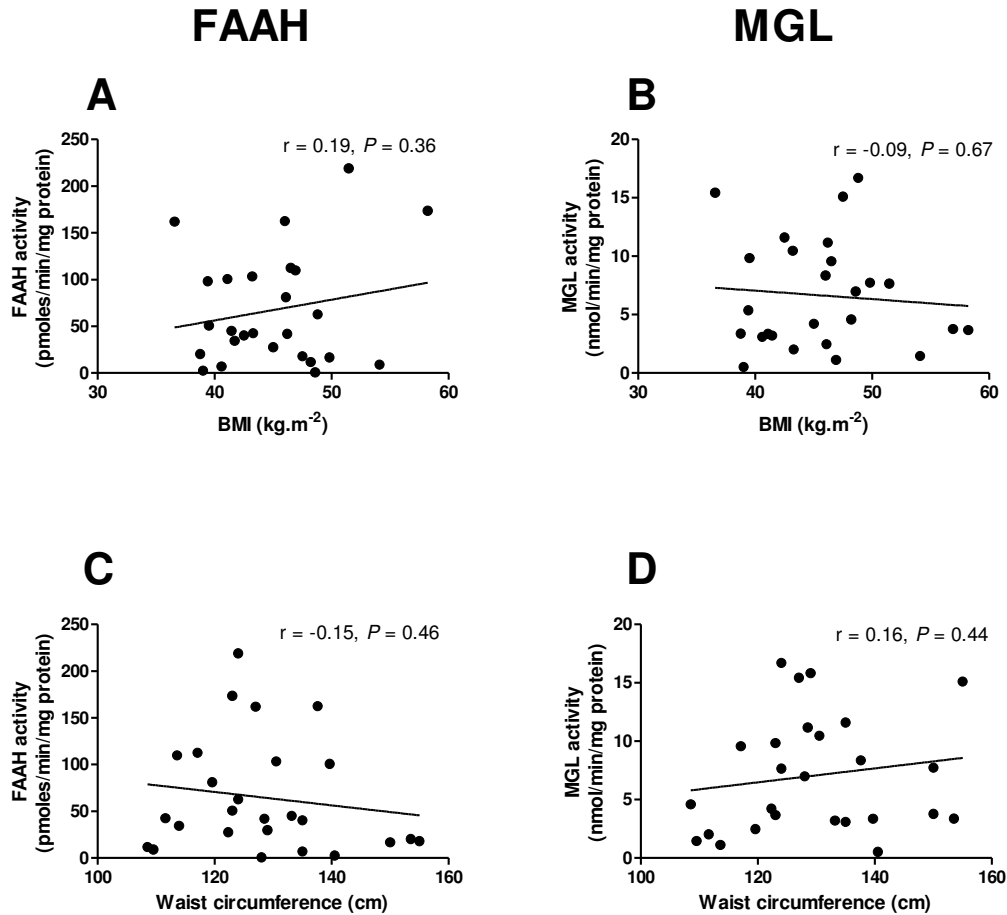 FAAH
MGL
A
r = 0.19, P = 0.36
FAAH activity
(pmoles/min/mg protein)
250
200
150
100
50
0
30
40
50
60
BMI (kg.m-2)
B
r = -0.09, P = 0.67
MGL activity
(nmol/min/mg protein)
20
15
10
5
0
30
40
50
60
BMI (kg.m-2)
C
r = -0.15, P = 0.46
FAAH activity
(pmoles/min/mg protein)
250
200
150
100
50
0
100
120
140
160
Waist circumference (cm)
D
r = 0.16, P = 0.44
MGL activity
(nmol/min/mg protein)
20
15
10
5
0
100
120
140
160
Waist circumference (cm)